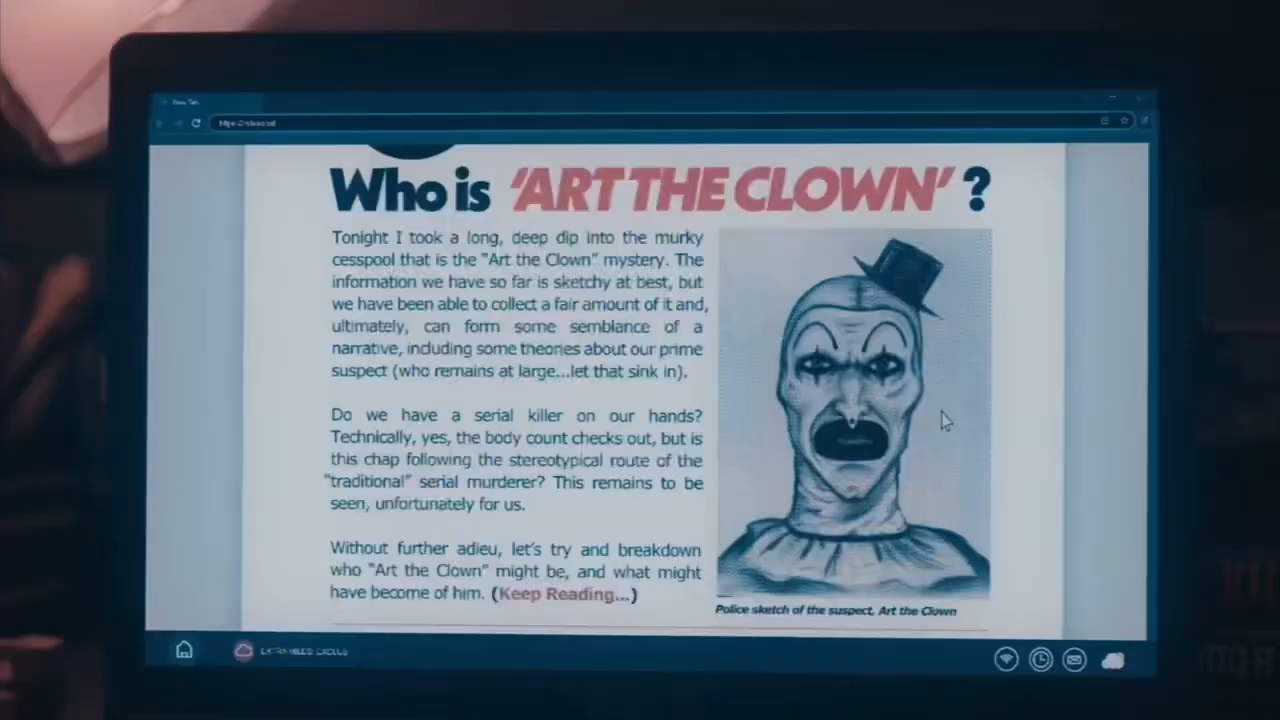 New Tab
Who is ‘ART THE CLOWN’ ?
Tonight I took a long, deep dip into the murky
cesspool that is the "Art the Clown" mystery. The
information we have so far is sketchy at best, but
we have been able to collect a fair amount of it and,
ultimately, can form some semblance of a
narrative, including some theories about our prime
suspect (who remains at large...let that sink in).
Do we have a serial killer on our hands?
Technically, yes, the body count checks out, but is
this chap following the stereotypical route of the
"traditional" serial murderer? This remains to be
seen, unfortunately for us.
Without further adieu, let's try and breakdown
who "Art the Clown" might be, and what might
have become of him. (Keep Reading...)
Police sketch of the suspect, Art the Clown